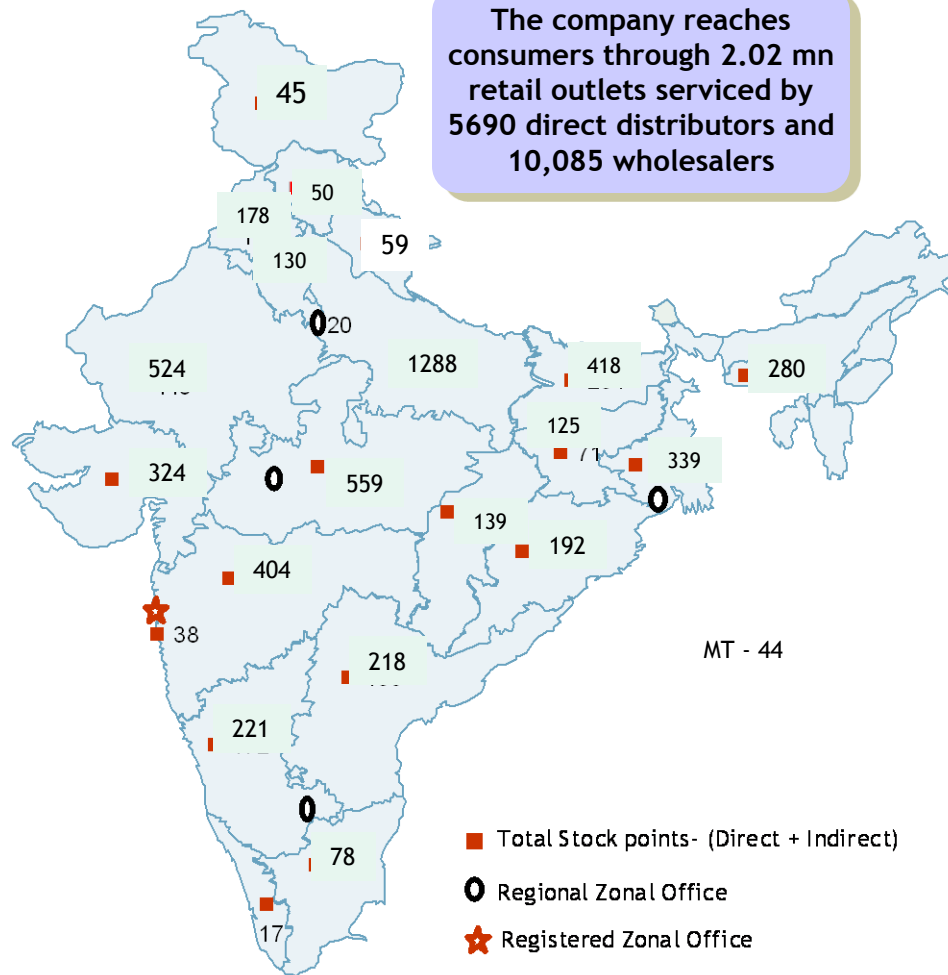 The company reaches
consumers through 2.02 mn
retail outlets serviced by
5690 direct distributors and
10,085 wholesalers
45
50
178
59
130
20
1288
418
280
524
125
71
339
324
559
139
192
404
38
MT - 44
218
221
Total Stock points- (Direct + Indirect)
78
Regional Zonal Office
17
Registered Zonal Office